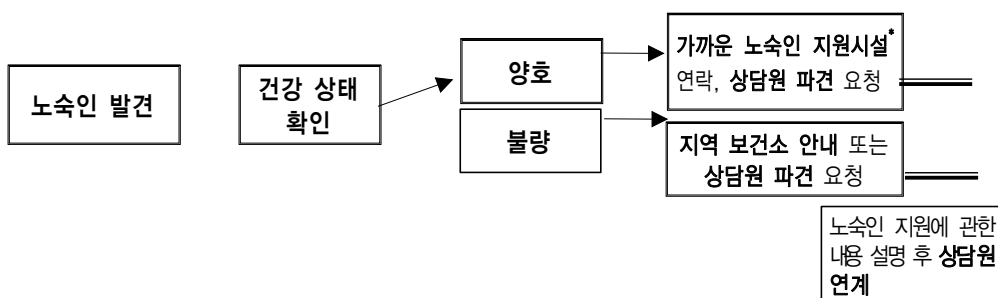 노숙인 발견
건강 상태
확인
양호
불량
가까운 노숙인 지원시설*
연락, 상담원 파견 요청
지역 보건소 안내 또는
상담원 파견 요청
노숙인 지원에 관한
내용 설명 후 상담원
연계